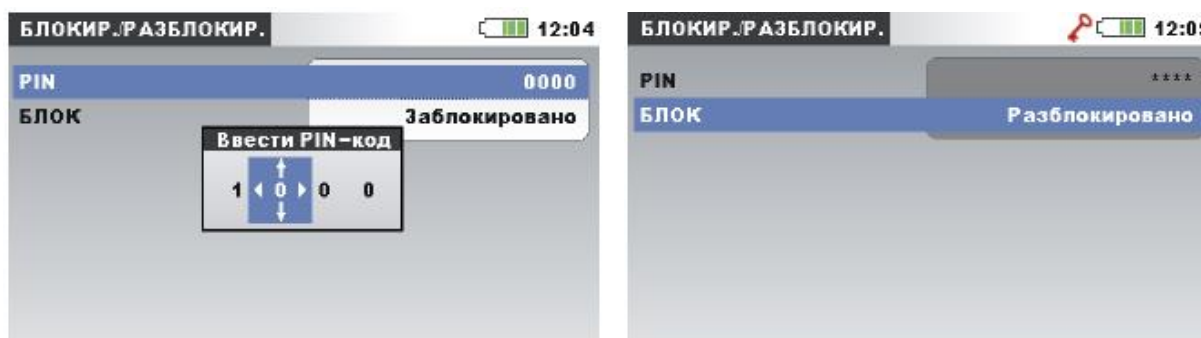 БЛОКИР./РАЗБЛОКИР. 12:04
PIN 0000
БЛОК Заблокировано
Ввести PIN-код
1 0 0 0
БЛОКИР./РАЗБЛОКИР.
PIN ****
БЛОК Разблокировано